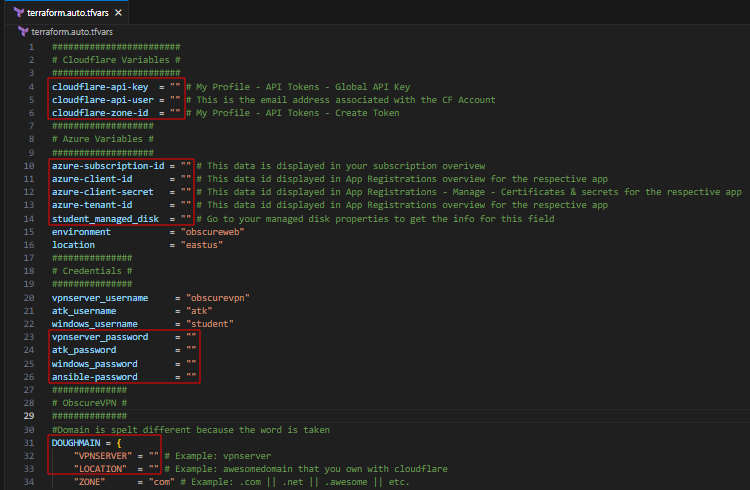 terraform.auto.tfvars ×
terraform.auto.tfvars
1 ########################
2 # Cloudflare Variables #
3 ########################
4 cloudflare-api-key = "" # My Profile - API Tokens - Global API Key
5 cloudflare-api-user = "" # This is the email address associated with the CF Account
6 cloudflare-zone-id = "" # My Profile - API Tokens - Create Token
7 ###################
8 # Azure Variables #
9 ###################
10 azure-subscription-id = "" # This data is displayed in your subscription overivew
11 azure-client-id = "" # This data id displayed in App Registrations overview for the respective app
12 azure-client-secret = "" # This data id displayed in App Registrations - Manage - Certificates & secrets for the respective app
13 azure-tenant-id = "" # This data id displayed in App Registrations overview for the respective app
14 student_managed_disk = "" # Go to your managed disk properties to get the info for this field
15 environment = "obscureweb"
16 location = "eastus"
17 ###############
18 # Credentials #
19 ###############
20 vpnserver_username = "obscurevpn"
21 atk_username = "atk"
22 windows_username = "student"
23 vpnserver_password = ""
24 atk_password = ""
25 windows_password = ""
26 ansible-password = ""
27 ##############
28 # ObscureVPN #
29 ##############
30 #Domain is spelt different because the word is taken
31 DOUGHMAIN = {
32 "VPNSERVER" = "" # Example: vpnserver
33 "LOCATION" = "" # Example: awesomedomain that you own with cloudflare
34 "ZONE" = "com" # Example: .com || .net || .awesome || etc.